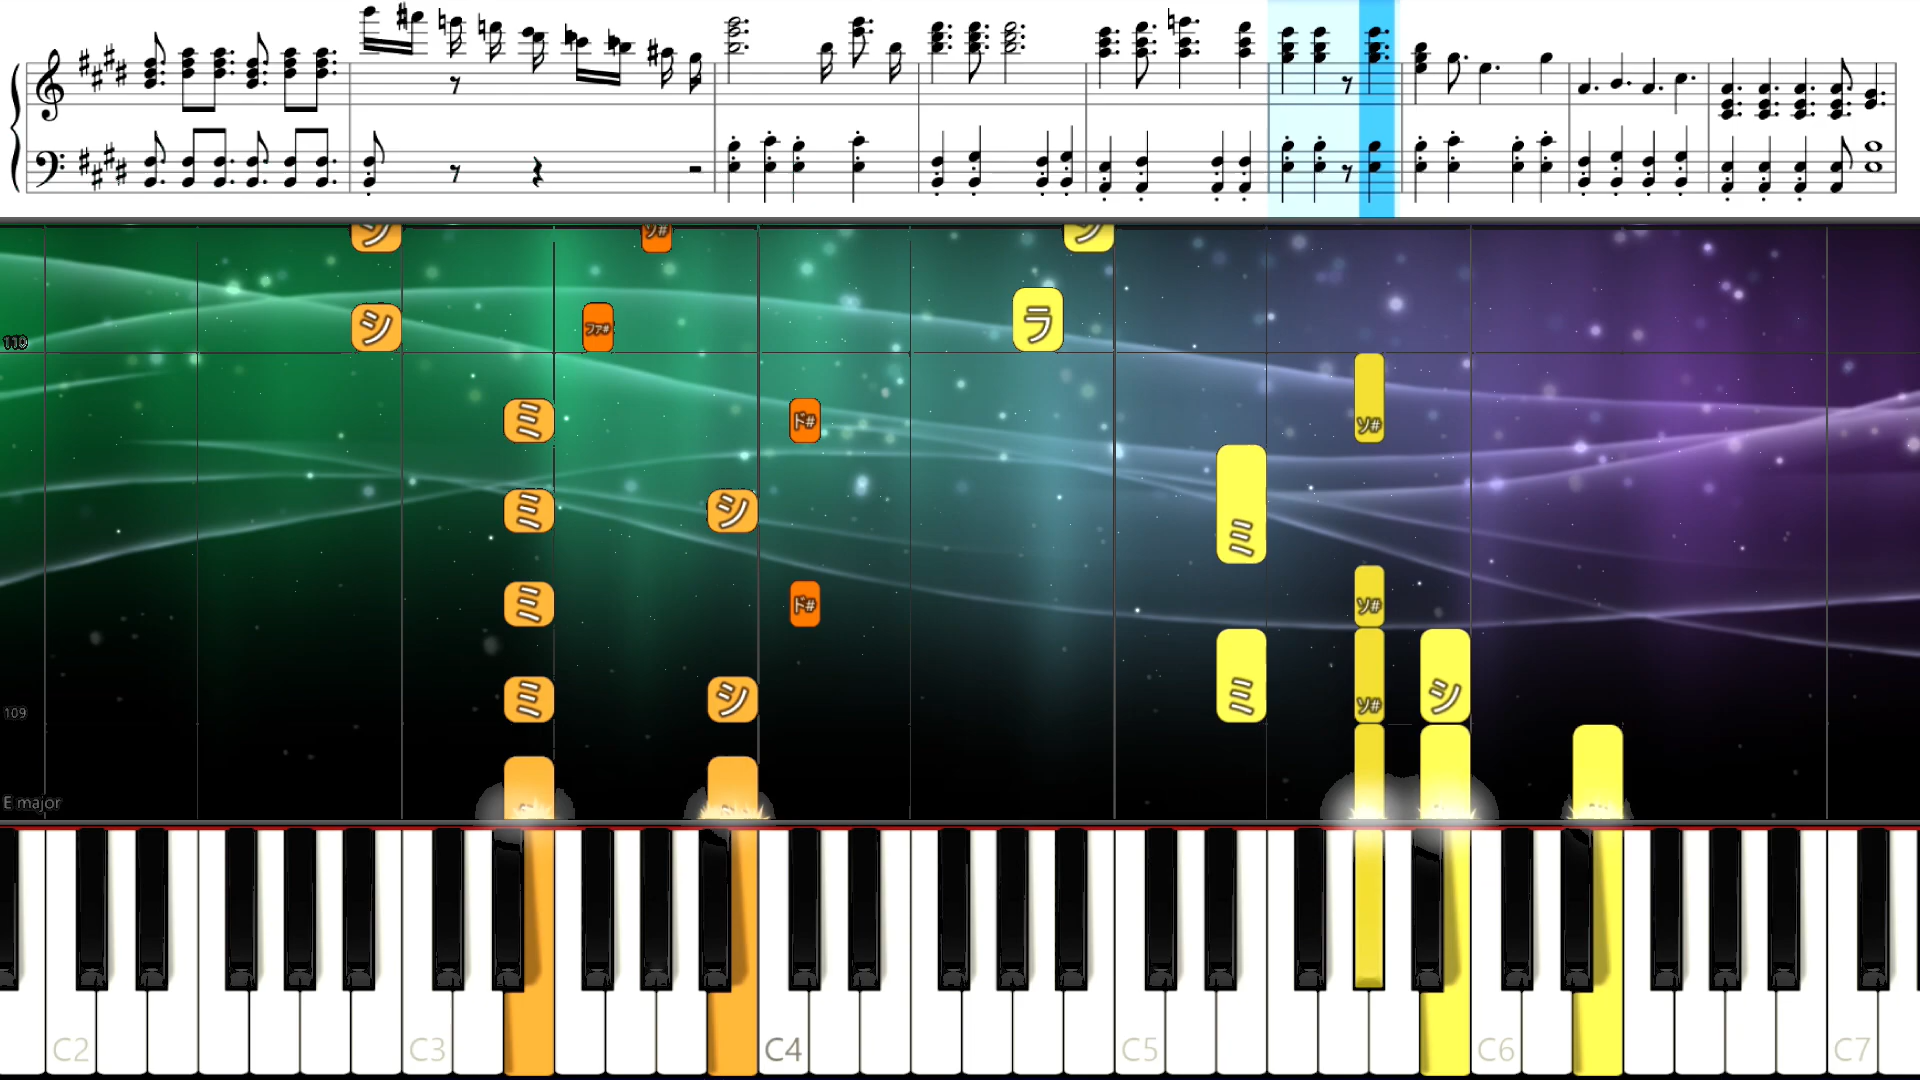 シ ソ#
シ ファ# ラ
110
ミ ド# ソ#
ミ シ ミ
ミ ド# ソ#
ミ シ ミ ソ# シ
109
E major
C2 C3 C4 C5 C6 C7